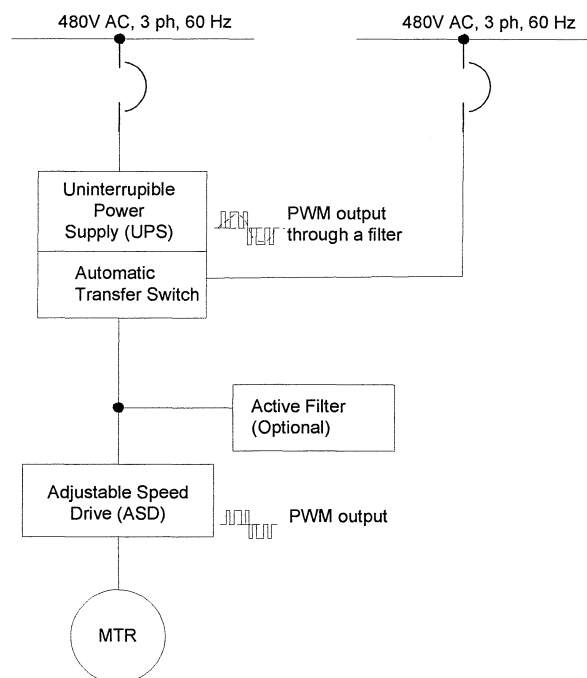 480V AC, 3 ph, 60 Hz
480V AC, 3 ph, 60 Hz
Uninterrupible
Power
Supply (UPS)
PWM output
through a filter
Automatic
Transfer Switch
Active Filter
(Optional)
Adjustable Speed
Drive (ASD)
PWM output
MTR